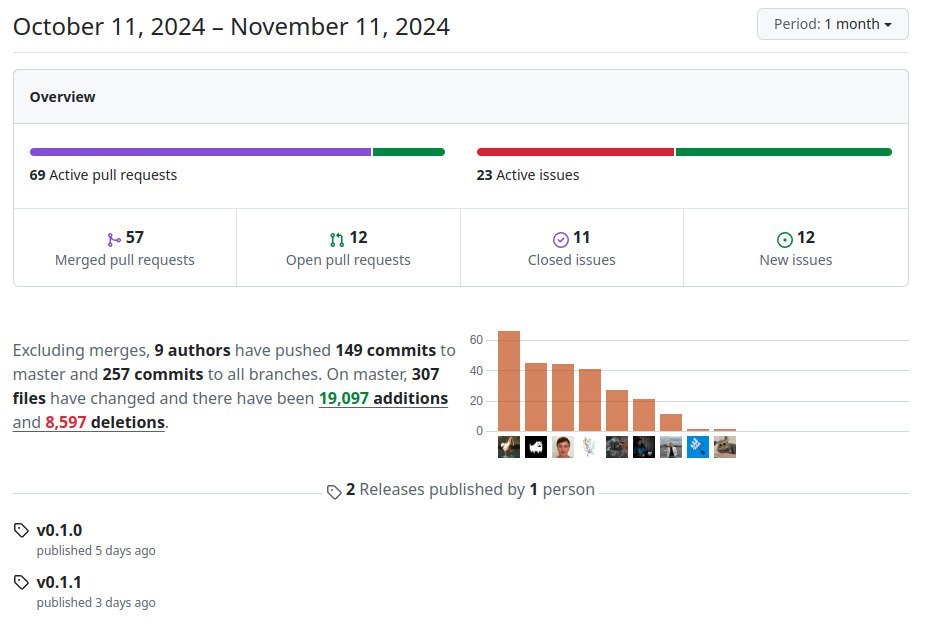 October 11, 2024 – November 11, 2024
Period: 1 month
Overview
69 Active pull requests
23 Active issues
57
Merged pull requests
12
Open pull requests
11
Closed issues
12
New issues
Excluding merges, 9 authors have pushed 149 commits to
master and 257 commits to all branches. On master, 307
files have changed and there have been 19,097 additions
and 8,597 deletions.
60
40
20
0
2 Releases published by 1 person
v0.1.0
published 5 days ago
v0.1.1
published 3 days ago